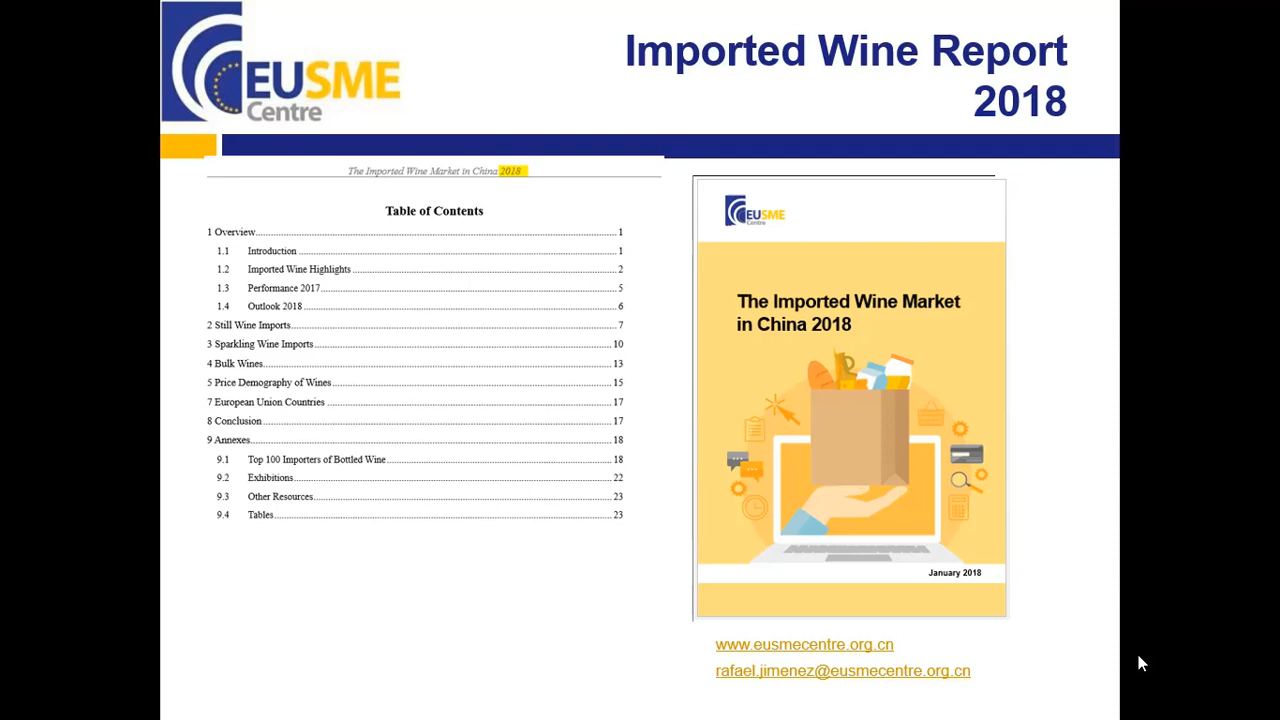 EUSME
Centre
Imported Wine Report
2018
The Imported Wine Market in China 2018
Table of Contents
1 Overview 1
1.1 Introduction 1
1.2 Imported Wine Highlights 2
1.3 Performance 2017 5
1.4 Outlook 2018 6
2 Still Wine Imports 7
3 Sparkling Wine Imports 10
4 Bulk Wines 13
5 Price Demography of Wines 15
7 European Union Countries 17
8 Conclusion 17
9 Annexes 18
9.1 Top 100 Importers of Bottled Wine 18
9.2 Exhibitions 22
9.3 Other Resources 23
9.4 Tables 23
EUSME
Centre
The Imported Wine Market
in China 2018
January 2018
www.eusmecentre.org.cn
rafael.jimenez@eusmecentre.org.cn